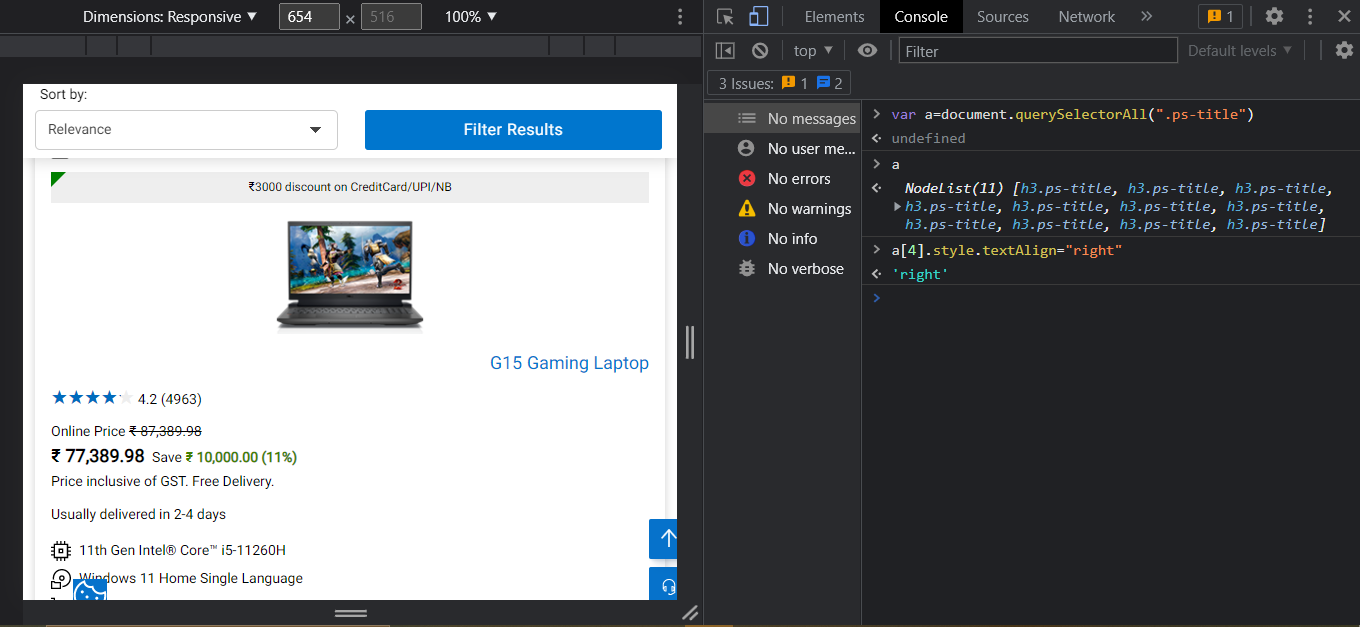 Dimensions: Responsive ▼ 654 × 516 100% ▼
Elements Console Sources Network » 1
top ▼ Filter Default levels ▼
3 Issues: 1 2
Sort by:
Relevance
Filter Results
₹3000 discount on CreditCard/UPI/NB
G15 Gaming Laptop
4.2 (4963)
Online Price ₹ 87,389.98
₹ 77,389.98 Save ₹ 10,000.00 (11%)
Price inclusive of GST. Free Delivery.
Usually delivered in 2-4 days
11th Gen Intel® Core™ i5-11260H
Windows 11 Home Single Language
No messages
No user me...
No errors
No warnings
No info
No verbose
> var a=document.querySelectorAll(".ps-title")
undefined
> a
NodeList(11) [h3.ps-title, h3.ps-title, h3.ps-title,
h3.ps-title, h3.ps-title, h3.ps-title, h3.ps-title,
h3.ps-title, h3.ps-title, h3.ps-title, h3.ps-title]
> a[4].style.textAlign="right"
'right'
>